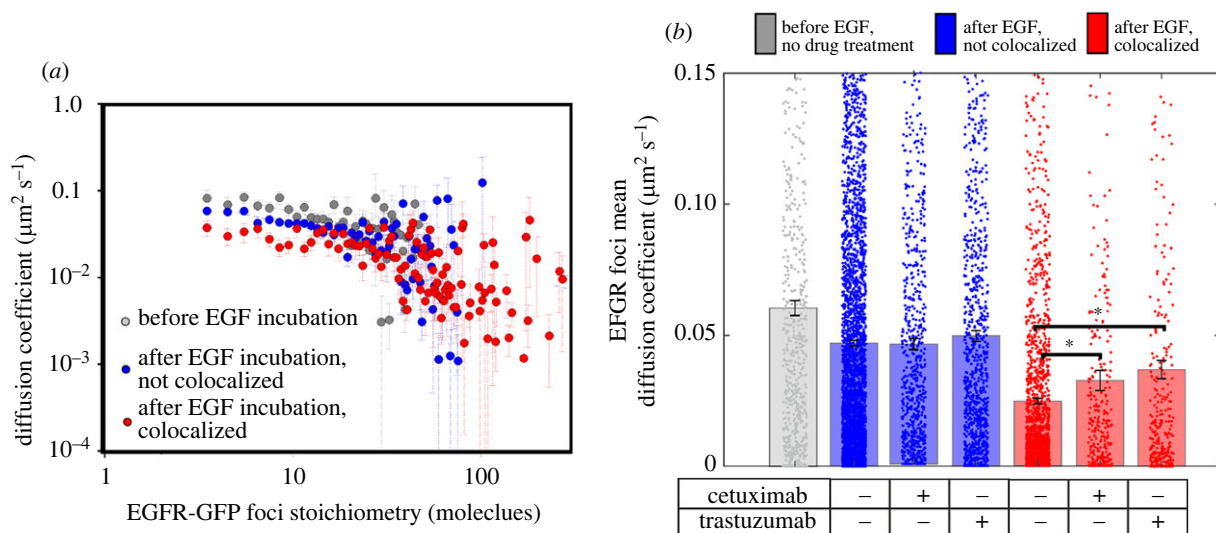 (a)
1.0
0.1
10⁻²
10⁻³
10⁻⁴
diffusion coefficient (µm² s⁻¹)
before EGF incubation
after EGF incubation,
not colocalized
after EGF incubation,
colocalized
1
10
100
EGFR-GFP foci stoichiometry (moleclues)
(b)
before EGF,
no drug treatment
after EGF,
not colocalized
after EGF,
colocalized
0.15
0.10
0.05
0
EFGR foci mean
diffusion coefficient (µm² s⁻¹)
*
*
cetuximab – + – – + –
trastuzumab – – + – – +